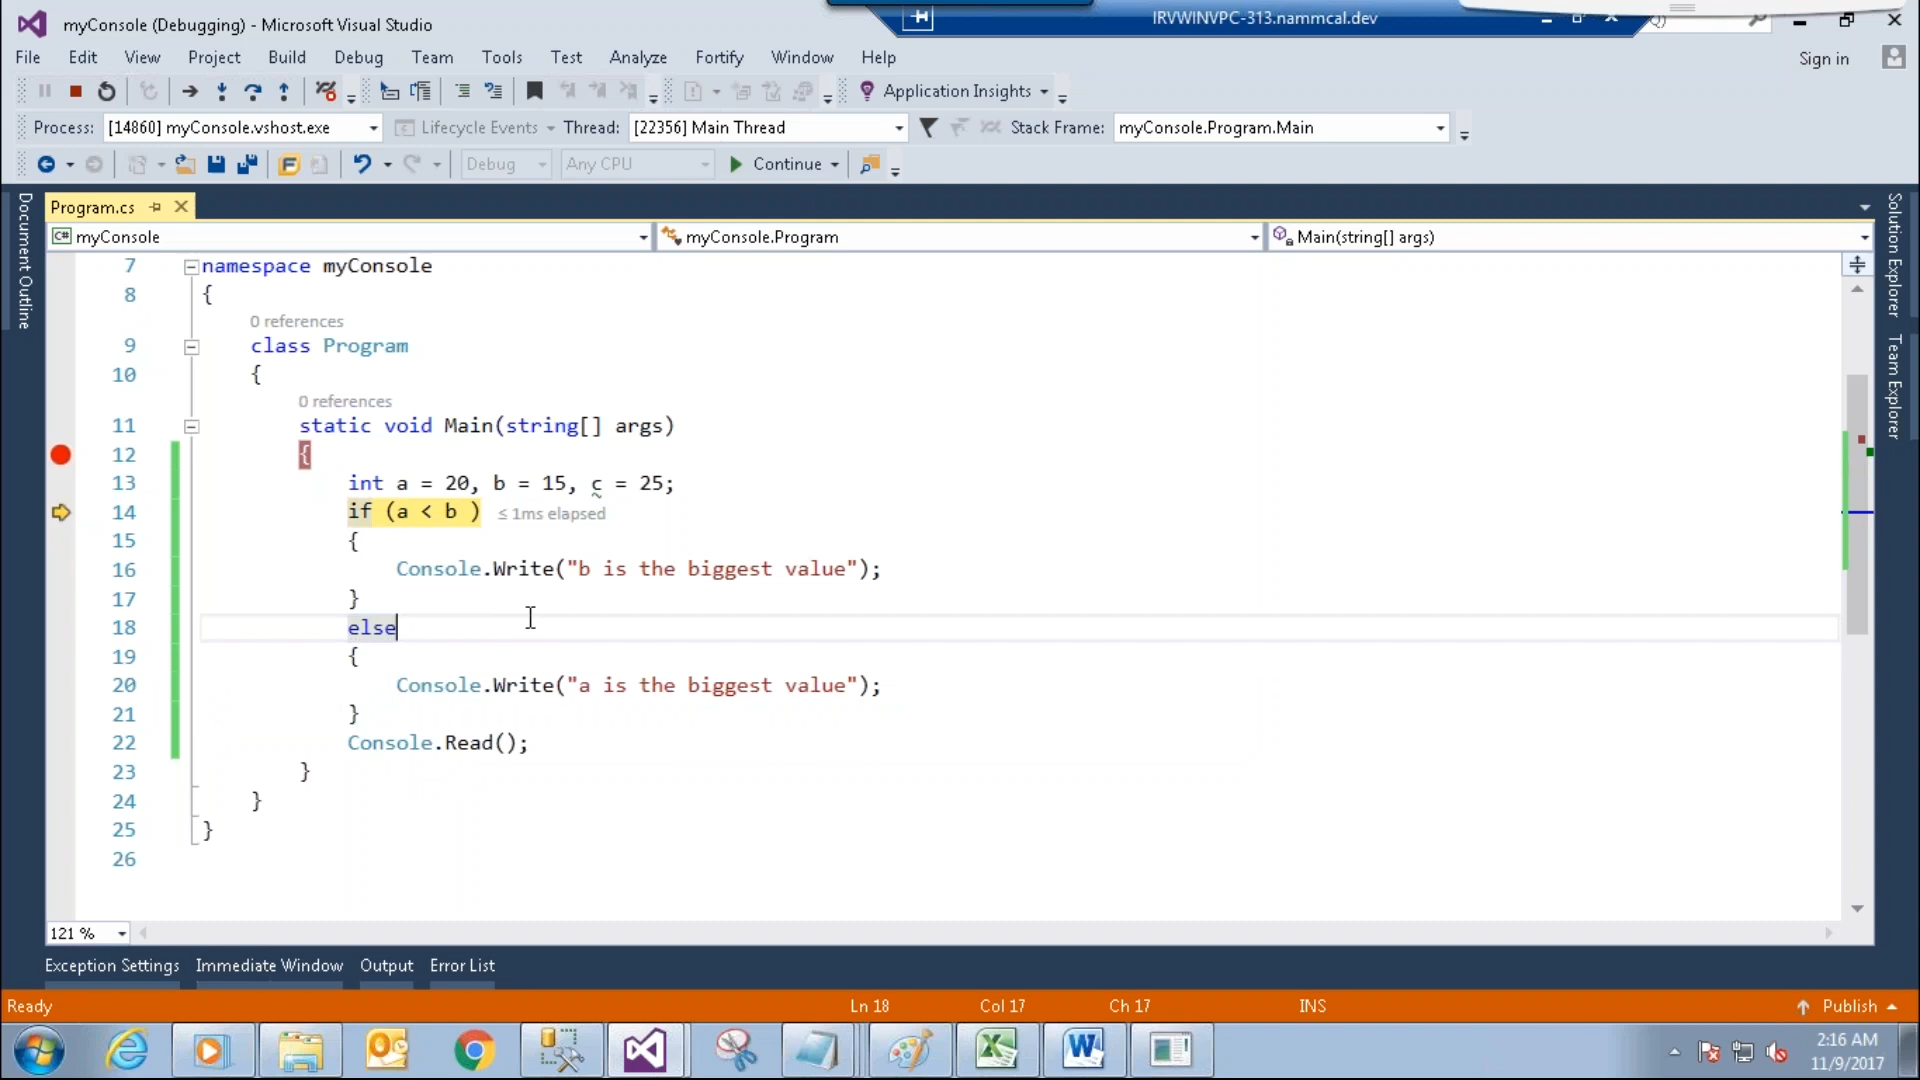 myConsole (Debugging) - Microsoft Visual Studio
IRVWINVPC-313.nammcal.dev
File Edit View Project Build Debug Team Tools Test Analyze Fortify Window Help Sign in
Application Insights
Process: [14860] myConsole.vshost.exe Lifecycle Events Thread: [22356] Main Thread Stack Frame: myConsole.Program.Main
Debug Any CPU Continue
Document Outline
Program.cs
Solution Explorer
Team Explorer
C# myConsole myConsole.Program Main(string[] args)
7 namespace myConsole
8 {
0 references
9 class Program
10 {
0 references
11 static void Main(string[] args)
12 {
13 int a = 20, b = 15, c = 25;
14 if (a < b ) ≤ 1ms elapsed
15 {
16 Console.Write("b is the biggest value");
17 }
18 else
19 {
20 Console.Write("a is the biggest value");
21 }
22 Console.Read();
23 }
24 }
25 }
26
121 %
Exception Settings Immediate Window Output Error List
Ready Ln 18 Col 17 Ch 17 INS Publish
2:16 AM
11/9/2017